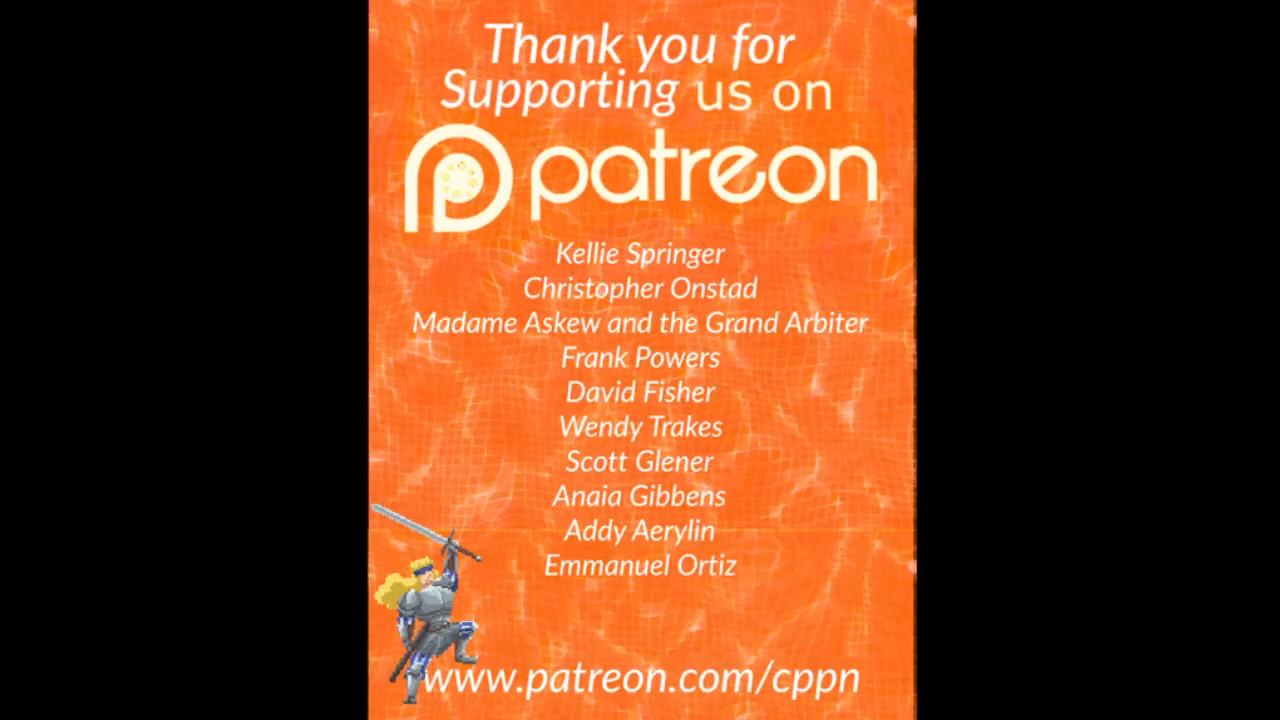 Thank you for
Supporting us on
patreon
Kellie Springer
Christopher Onstad
Madame Askew and the Grand Arbiter
Frank Powers
David Fisher
Wendy Trakes
Scott Glener
Anaia Gibbens
Addy Aerylin
Emmanuel Ortiz
www.patreon.com/cppn